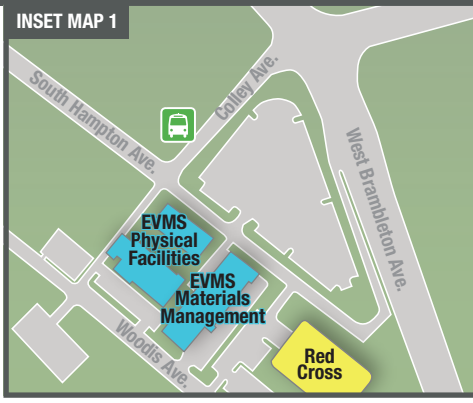 INSET MAP 1
South Hampton Ave.
Colley Ave.
West Brambleton Ave.
EVMS
Physical
Facilities
EVMS
Materials
Management
Woodis Ave.
Red
Cross